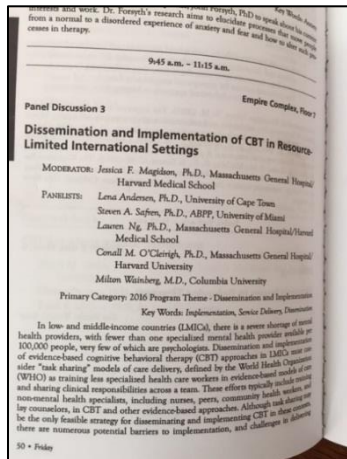 interest and work. Dr. Forsyth's research aims to elucidate processes that move people
from a normal to a disordered experience of anxiety and fear and how to alter such pro-
cesses in therapy.
9:45 a.m. – 11:15 a.m.
Empire Complex, Floor 7
Panel Discussion 3
Dissemination and Implementation of CBT in Resource-
Limited International Settings
MODERATOR: Jessica F. Magidson, Ph.D., Massachusetts General Hospital/
Harvard Medical School
PANELISTS: Lena Andersen, Ph.D., University of Cape Town
Steven A. Safren, Ph.D., ABPP, University of Miami
Lauren Ng, Ph.D., Massachusetts General Hospital/Harvard
Medical School
Conall M. O'Cleirigh, Ph.D., Massachusetts General Hospital/
Harvard University
Milton Wainberg, M.D., Columbia University
Primary Category: 2016 Program Theme - Dissemination and Implementation
Key Words: Implementation, Service Delivery, Dissemination
In low- and middle-income countries (LMICs), there is a severe shortage of mental
health providers, with fewer than one specialized mental health provider available per
100,000 people, very few of which are psychologists. Dissemination and implementation
of evidence-based cognitive behavioral therapy (CBT) approaches in LMICs must con-
sider "task sharing" models of care delivery, defined by the World Health Organization
(WHO) as training less specialized health care workers in evidence-based models of care
and sharing clinical responsibilities across a team. These efforts typically include training
non-mental health specialists, including nurses, peers, community health workers, and
lay counselors, in CBT and other evidence-based approaches. Although task sharing may
be the only feasible strategy for disseminating and implementing CBT in these contexts,
there are numerous potential barriers to implementation, and challenges in delivering
50 • Friday